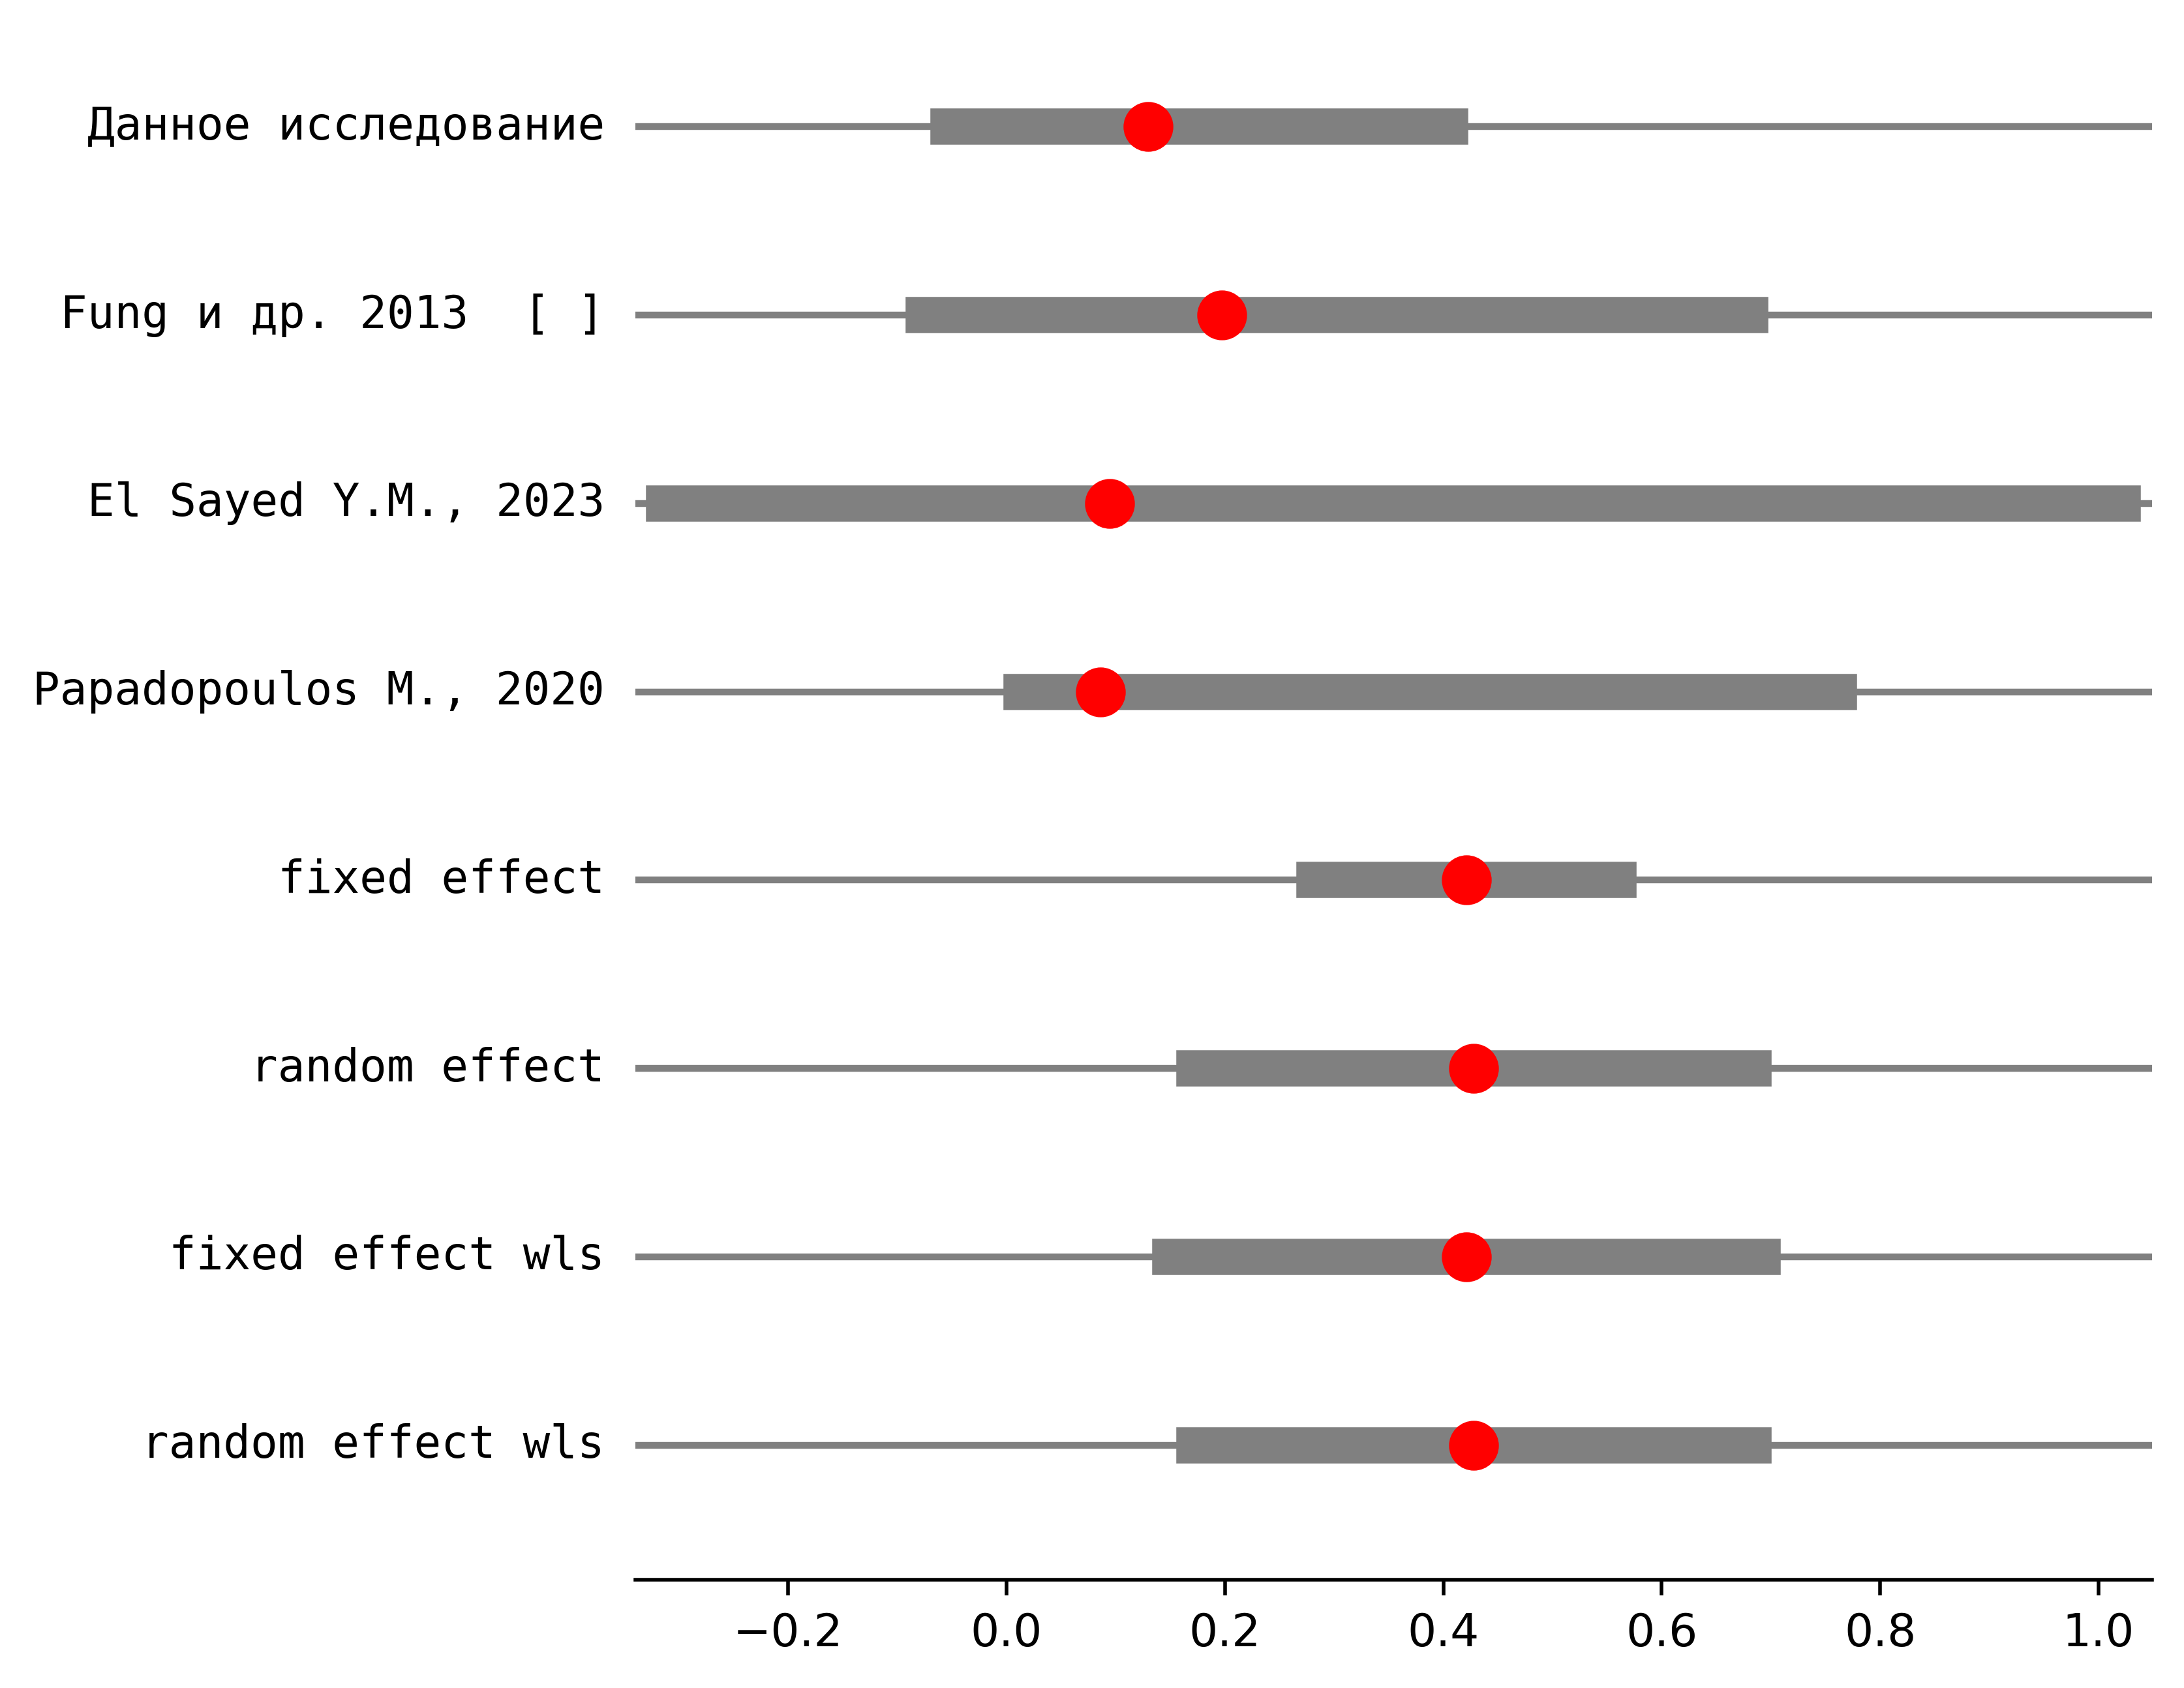 Данное исследование
Fung и др. 2013  [ ]
El Sayed Y.M., 2023
Papadopoulos M., 2020
fixed effect
random effect
fixed effect wls
random effect wls
−0.2 0.0 0.2 0.4 0.6 0.8 1.0